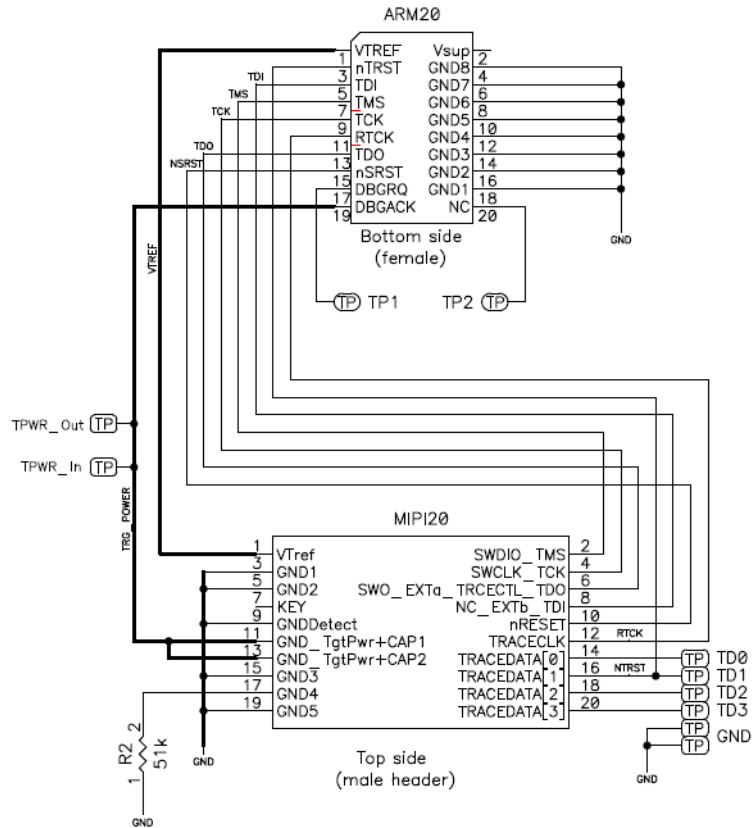 ARM20
VTREF Vsup
1 2
nTRST GND8
3 4
TDI GND7
5 6
TMS GND6
7 8
TCK GND5
9 10
RTCK GND4
11 12
TDO GND3
13 14
nSRST GND2
15 16
DBGRQ GND1
17 18
DBGACK NC
19 20
TDI
TMS
TCK
TDO
NSRST
VTREF
GND
Bottom side
(female)
TP TP1 TP2 TP
TPWR_Out TP
TPWR_In TP
TRG_POWER
MIPI20
1 VTref SWDIO_TMS 2
3 GND1 SWCLK_TCK 4
5 GND2 SWO_EXTa_TRCECTL_TDO 6
7 KEY NC_EXTb_TDI 8
9 GNDDetect nRESET 10
11 GND_TgtPwr+CAP1 TRACECLK 12 RTCK
13 GND_TgtPwr+CAP2 TRACEDATA[0] 14 TP TD0
15 GND3 TRACEDATA[1] 16 NTRST TP TD1
17 GND4 TRACEDATA[2] 18 TP TD2
19 GND5 TRACEDATA[3] 20 TP TD3
TP
GND
TP
2
R2
51k
1
GND
GND
GND
Top side
(male header)